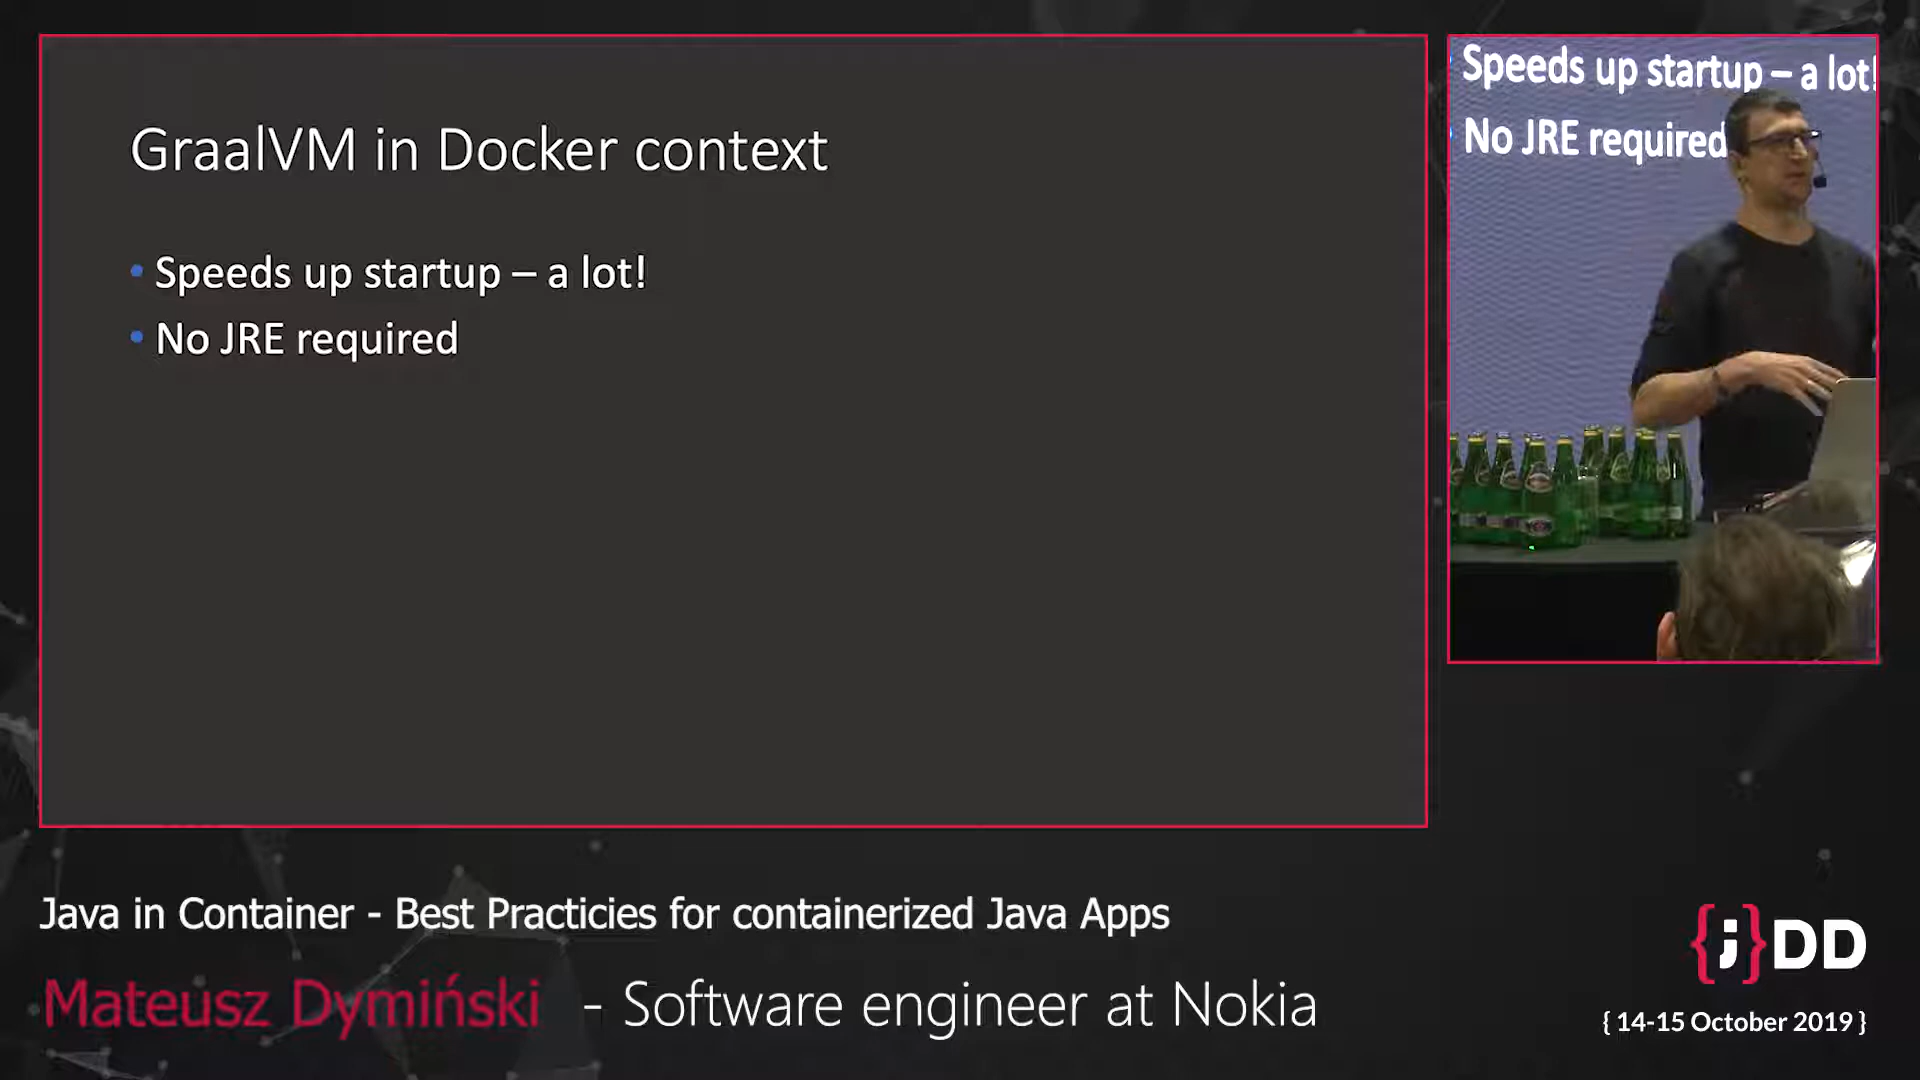 GraalVM in Docker context
• Speeds up startup – a lot!
• No JRE required
Speeds up startup – a lot!
No JRE required
Java in Container - Best Practicies for containerized Java Apps
Mateusz Dymiński - Software engineer at Nokia
{;}DD
{ 14-15 October 2019 }